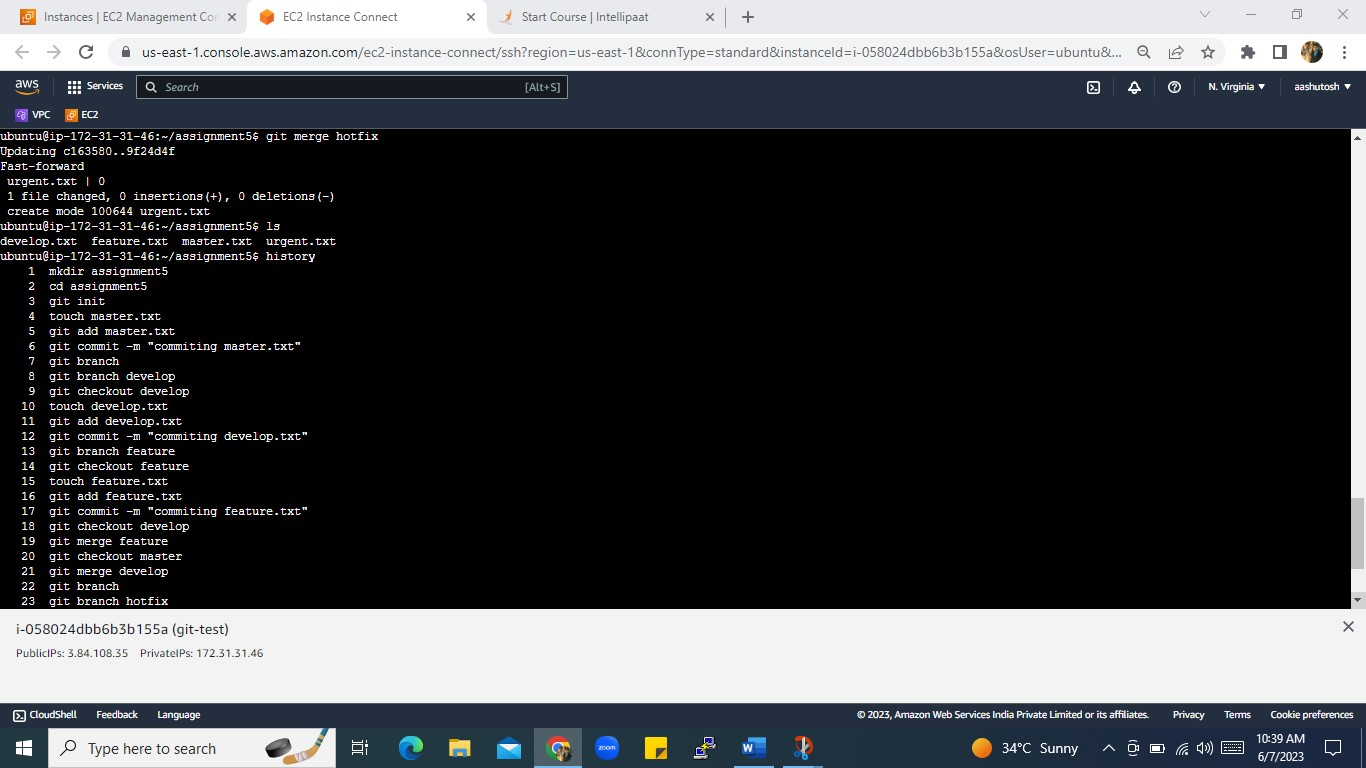 Instances | EC2 Management Con
EC2 Instance Connect
Start Course | Intellipaat
us-east-1.console.aws.amazon.com/ec2-instance-connect/ssh?region=us-east-1&connType=standard&instanceId=i-058024dbb6b3b155a&osUser=ubuntu&...
aws
Services
Search
[Alt+S]
N. Virginia
aashutosh
VPC
EC2
ubuntu@ip-172-31-31-46:~/assignment5$ git merge hotfix
Updating c163580..9f24d4f
Fast-forward
urgent.txt | 0
1 file changed, 0 insertions(+), 0 deletions(-)
create mode 100644 urgent.txt
ubuntu@ip-172-31-31-46:~/assignment5$ ls
develop.txt  feature.txt  master.txt  urgent.txt
ubuntu@ip-172-31-31-46:~/assignment5$ history
1  mkdir assignment5
2  cd assignment5
3  git init
4  touch master.txt
5  git add master.txt
6  git commit -m "commiting master.txt"
7  git branch
8  git branch develop
9  git checkout develop
10  touch develop.txt
11  git add develop.txt
12  git commit -m "commiting develop.txt"
13  git branch feature
14  git checkout feature
15  touch feature.txt
16  git add feature.txt
17  git commit -m "commiting feature.txt"
18  git checkout develop
19  git merge feature
20  git checkout master
21  git merge develop
22  git branch
23  git branch hotfix
i-058024dbb6b3b155a (git-test)
PublicIPs: 3.84.108.35 PrivateIPs: 172.31.31.46
CloudShell
Feedback
Language
© 2023, Amazon Web Services India Private Limited or its affiliates.
Privacy
Terms
Cookie preferences
Type here to search
zoom
34°C Sunny
10:39 AM
6/7/2023